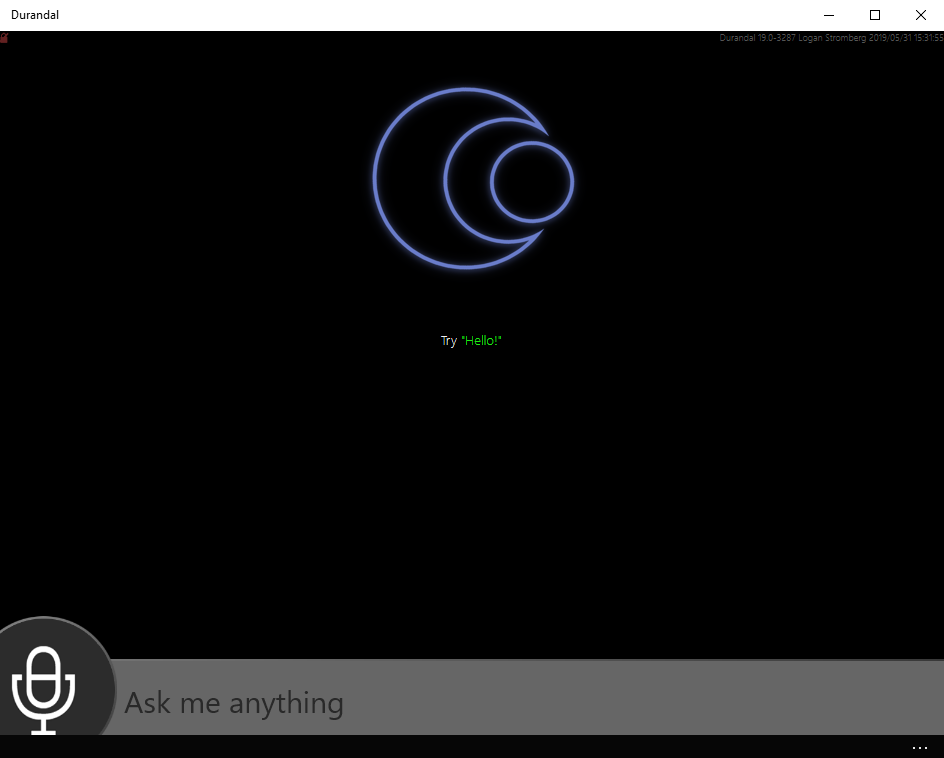 Durandal
Durandal 19.0-3287 Logan Stromberg 2019/05/31 15:31:55
Try "Hello!"
Ask me anything